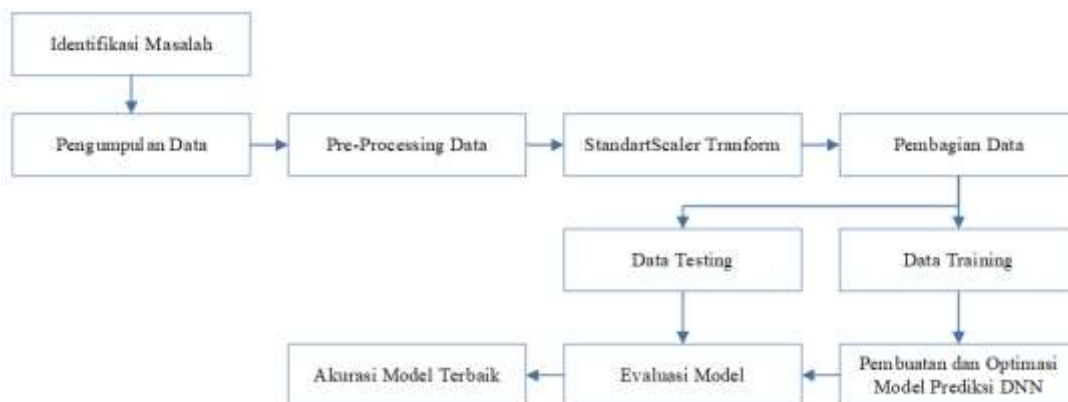 Identifikasi Masalah
Pengumpulan Data
Pre-Processing Data
StandartScaler Tranform
Pembagian Data
Data Testing
Data Training
Akurasi Model Terbaik
Evaluasi Model
Pembuatan dan Optimasi
Model Prediksi DNN